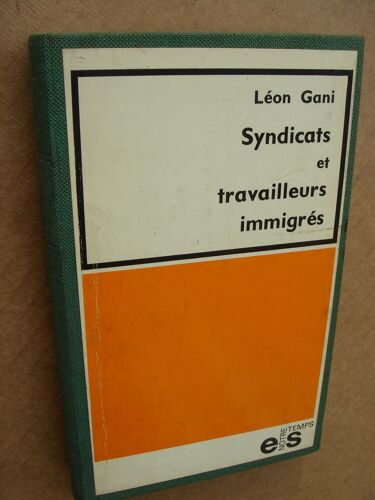 Léon Gani
Syndicats
et
travailleurs
immigrés
es
NOTRE TEMPS